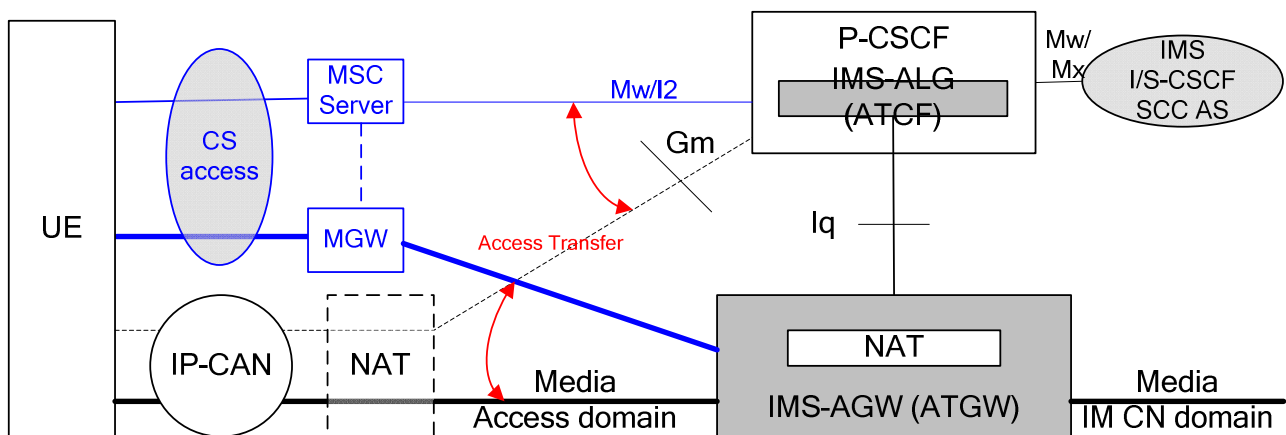 UE
CS
access
MSC
Server
MGW
IP-CAN
NAT
Mw/I2
Gm
Access Transfer
Media
Access domain
P-CSCF
IMS-ALG
(ATCF)
Mw/
Mx
IMS
I/S-CSCF
SCC AS
Iq
NAT
IMS-AGW (ATGW)
Media
IM CN domain